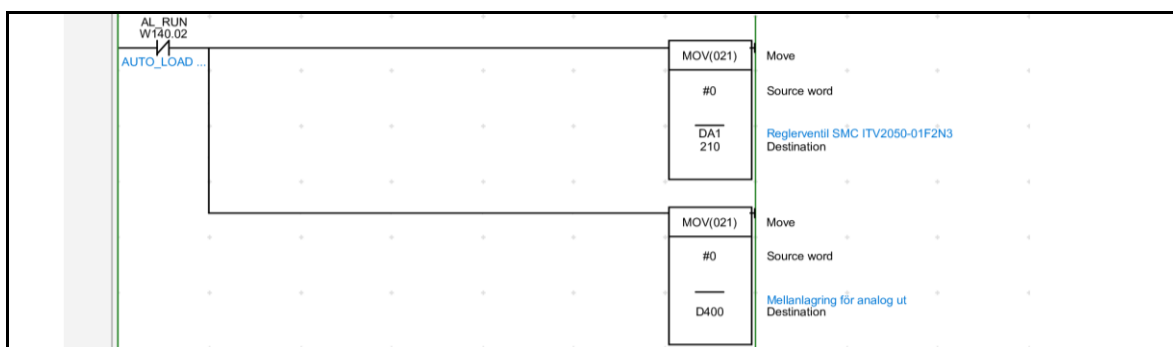 AL_RUN
W140.02
AUTO_LOAD ...
MOV(021)
Move
#0
Source word
DA1
210
Reglerventil SMC ITV2050-01F2N3
Destination
MOV(021)
Move
#0
Source word
D400
Mellanlagring för analog ut
Destination